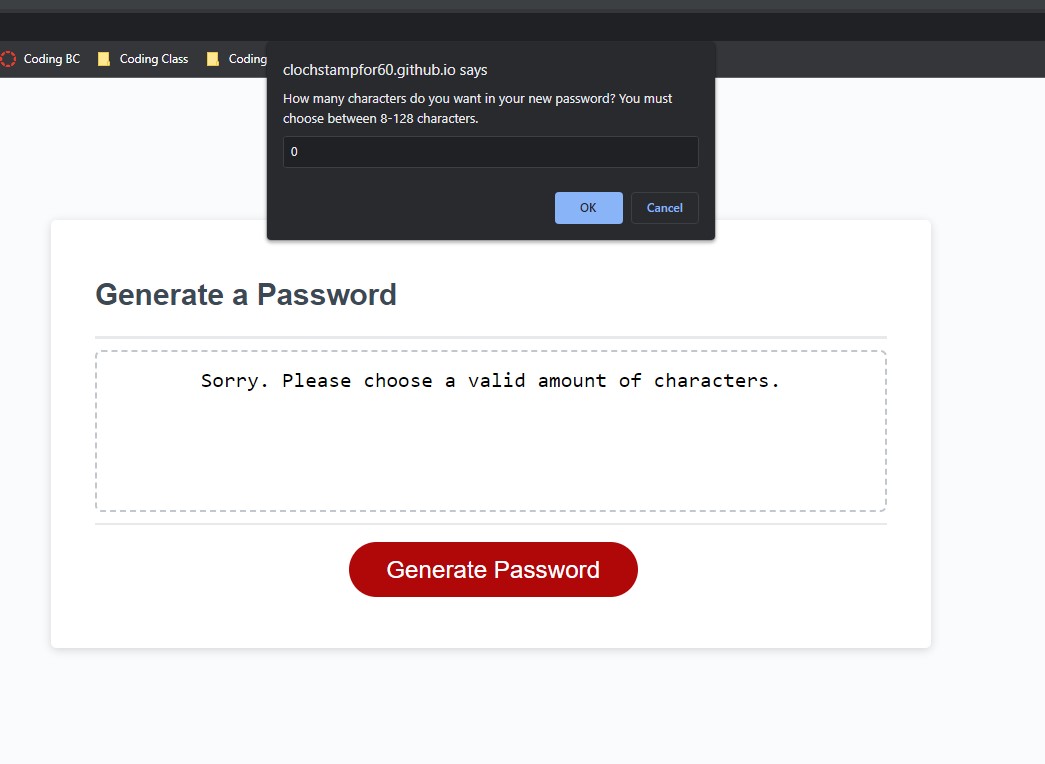 Coding BC Coding Class Coding
clochstampfor60.github.io says
How many characters do you want in your new password? You must
choose between 8-128 characters.
0
OK Cancel
Generate a Password
Sorry. Please choose a valid amount of characters.
Generate Password